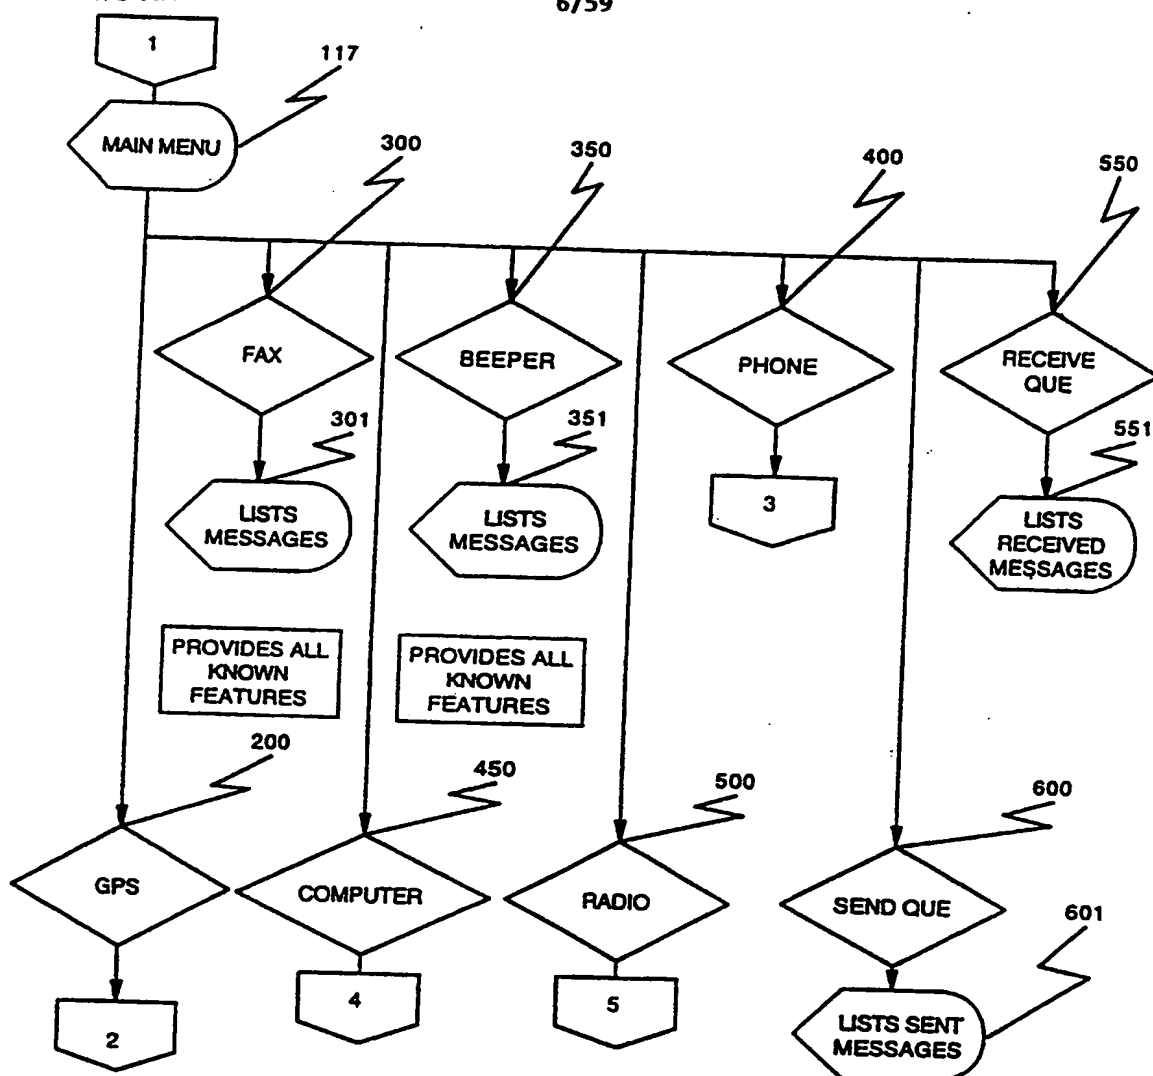 6/59
1
117
MAIN MENU
300
350
400
550
FAX
BEEPER
PHONE
RECEIVE
QUE
301
351
551
LISTS
MESSAGES
LISTS
MESSAGES
3
LISTS
RECEIVED
MESSAGES
PROVIDES ALL
KNOWN
FEATURES
PROVIDES ALL
KNOWN
FEATURES
200
450
500
600
GPS
COMPUTER
RADIO
SEND QUE
601
2
4
5
LISTS SENT
MESSAGES